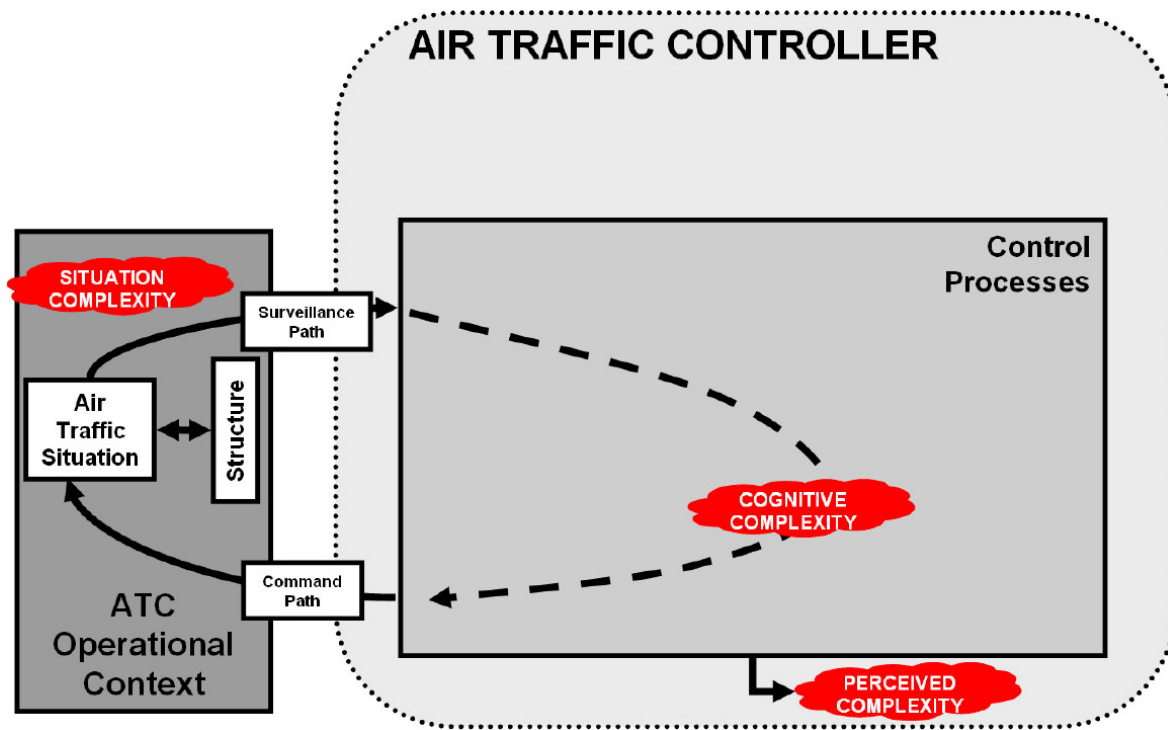 AIR TRAFFIC CONTROLLER
Control
Processes
SITUATION
COMPLEXITY
Surveillance
Path
Air
Traffic
Situation
Structure
COGNITIVE
COMPLEXITY
Command
Path
ATC
Operational
Context
PERCEIVED
COMPLEXITY